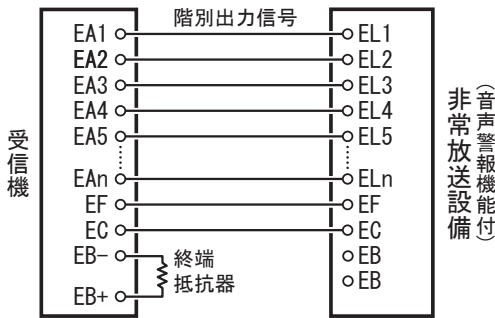 階別出力信号
受信機
EA1
EA2
EA3
EA4
EA5
EAn
EF
EC
EB−
EB+
終端
抵抗器
EL1
EL2
EL3
EL4
EL5
ELn
EF
EC
EB
EB
非常放送設備
(音声警報機能付)